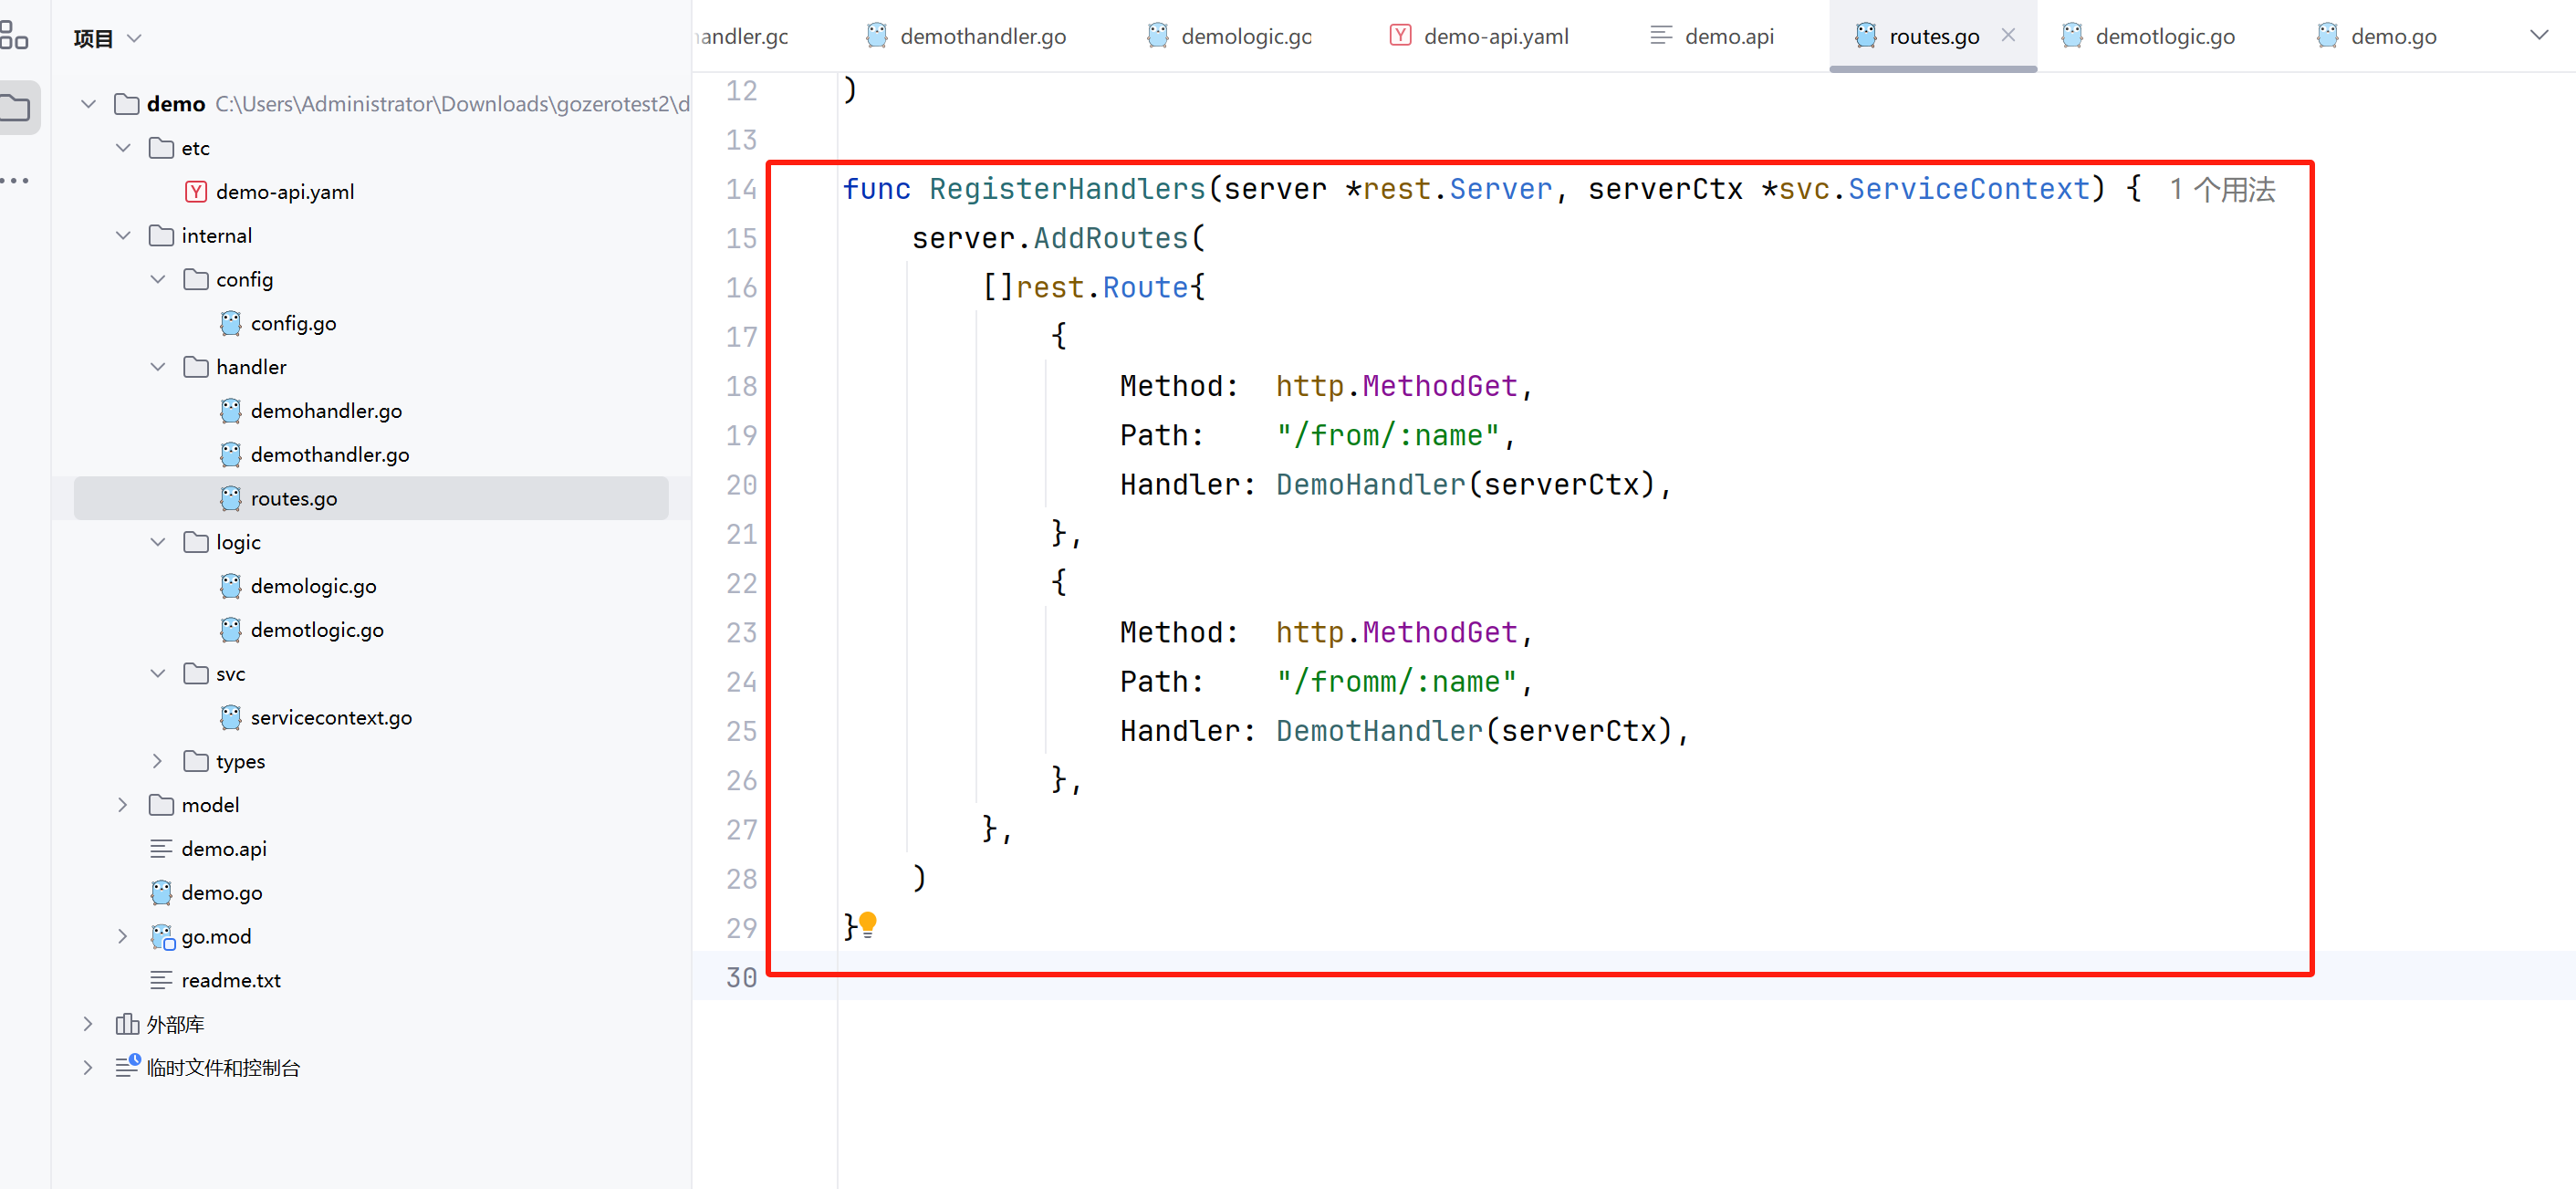 项目
demo C:\Users\Administrator\Downloads\gozerotest2\d
etc
demo-api.yaml
internal
config
config.go
handler
demohandler.go
demothandler.go
routes.go
logic
demologic.go
demotlogic.go
svc
servicecontext.go
types
model
demo.api
demo.go
go.mod
readme.txt
外部库
临时文件和控制台
andler.gc demothandler.go demologic.go demo-api.yaml demo.api routes.go demotlogic.go demo.go
12 )
13
14 func RegisterHandlers(server *rest.Server, serverCtx *svc.ServiceContext) { 1 个用法
15     server.AddRoutes(
16         []rest.Route{
17             {
18                 Method:  http.MethodGet,
19                 Path:    "/from/:name",
20                 Handler: DemoHandler(serverCtx),
21             },
22             {
23                 Method:  http.MethodGet,
24                 Path:    "/fromm/:name",
25                 Handler: DemotHandler(serverCtx),
26             },
27         },
28     )
29 }
30